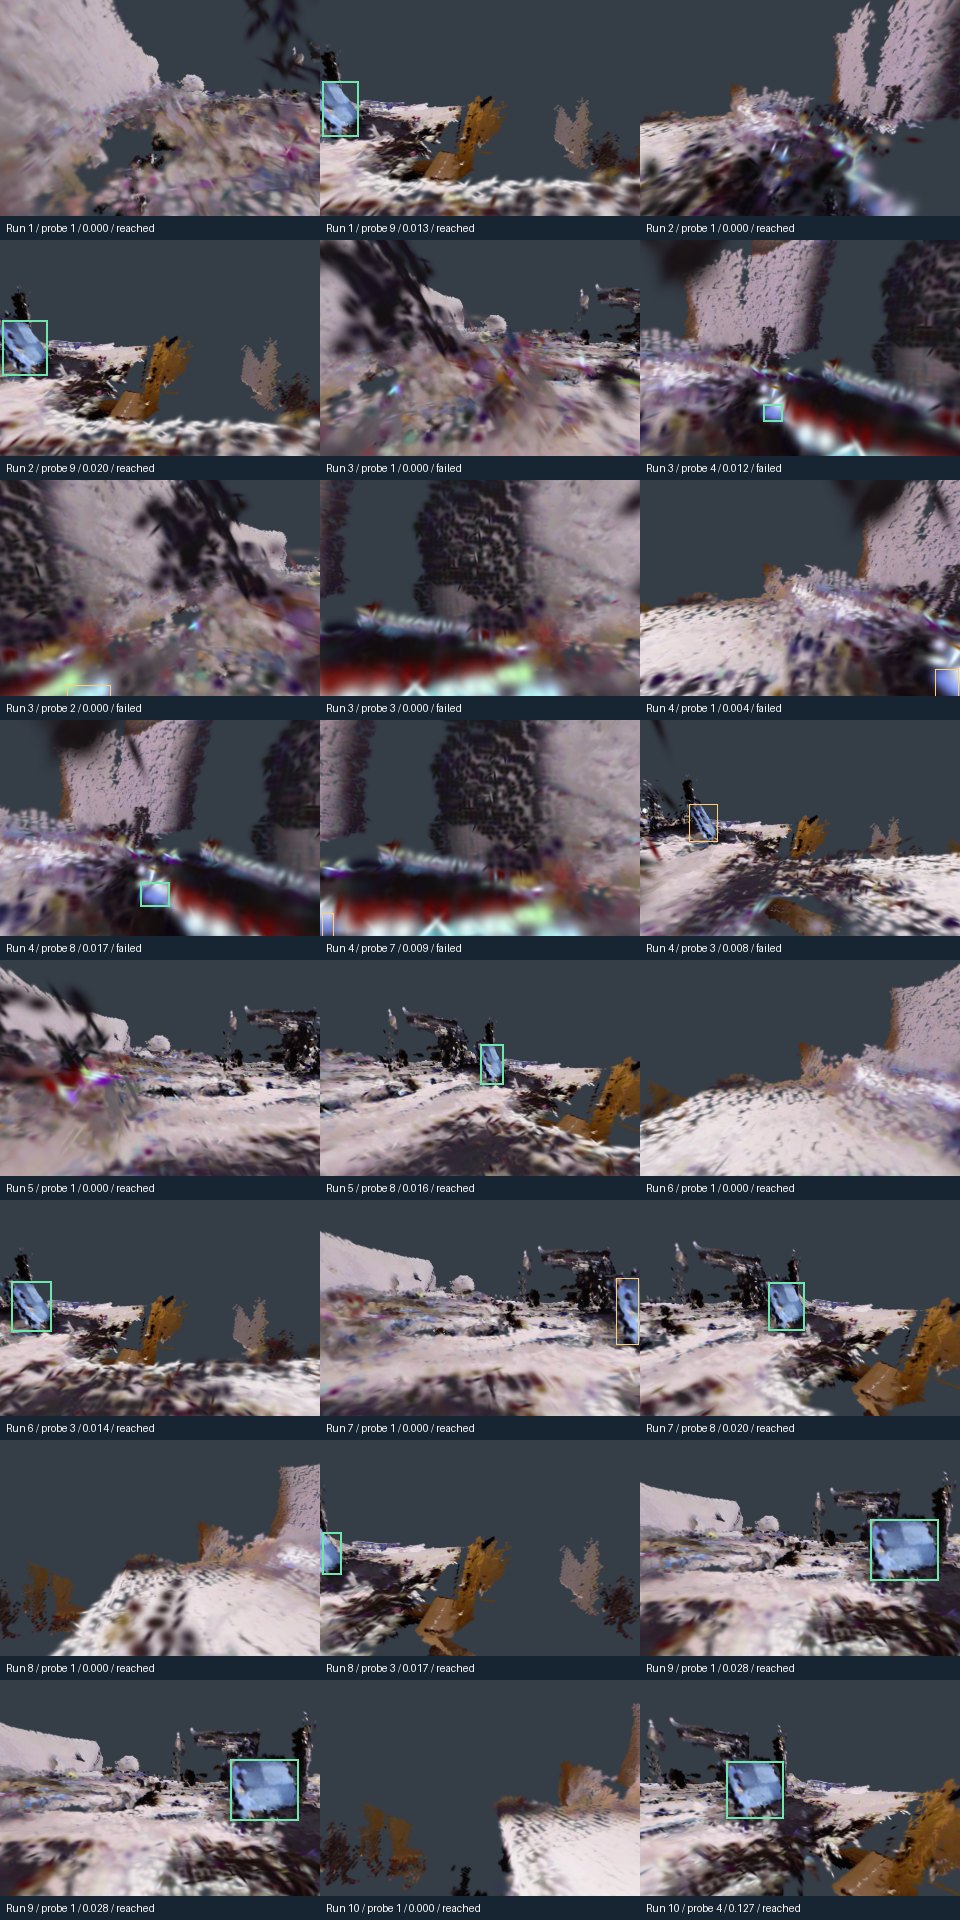 Run 1 / probe 1 / 0.000 / reached
Run 1 / probe 9 / 0.013 / reached
Run 2 / probe 1 / 0.000 / reached
Run 2 / probe 9 / 0.020 / reached
Run 3 / probe 1 / 0.000 / failed
Run 3 / probe 4 / 0.012 / failed
Run 3 / probe 2 / 0.000 / failed
Run 3 / probe 3 / 0.000 / failed
Run 4 / probe 1 / 0.004 / failed
Run 4 / probe 8 / 0.017 / failed
Run 4 / probe 7 / 0.009 / failed
Run 4 / probe 3 / 0.008 / failed
Run 5 / probe 1 / 0.000 / reached
Run 5 / probe 8 / 0.016 / reached
Run 6 / probe 1 / 0.000 / reached
Run 6 / probe 3 / 0.014 / reached
Run 7 / probe 1 / 0.000 / reached
Run 7 / probe 8 / 0.020 / reached
Run 8 / probe 1 / 0.000 / reached
Run 8 / probe 3 / 0.017 / reached
Run 9 / probe 1 / 0.028 / reached
Run 9 / probe 1 / 0.028 / reached
Run 10 / probe 1 / 0.000 / reached
Run 10 / probe 4 / 0.127 / reached